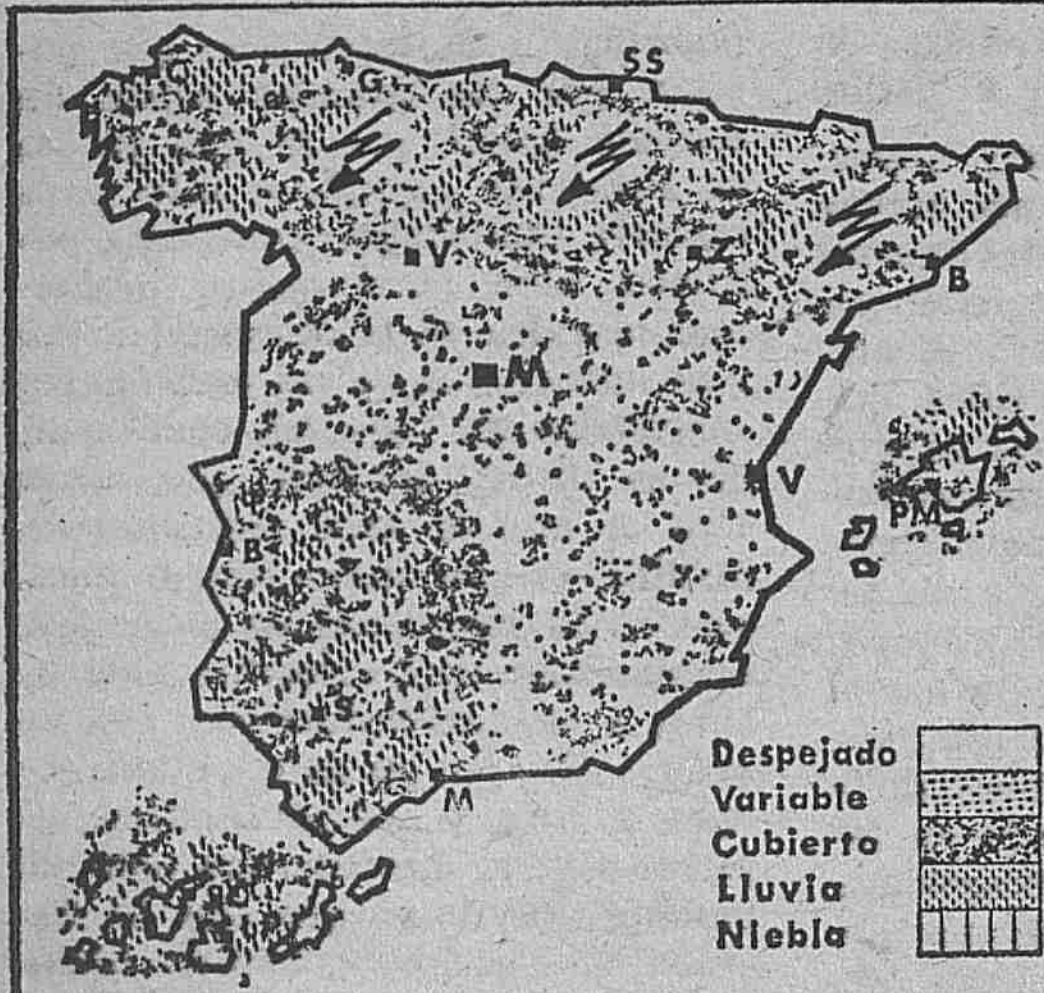 SS
C
G
V
Z
B
M
V
PM
B
S
M
Despejado
Variable
Cubierto
Lluvia
Niebla